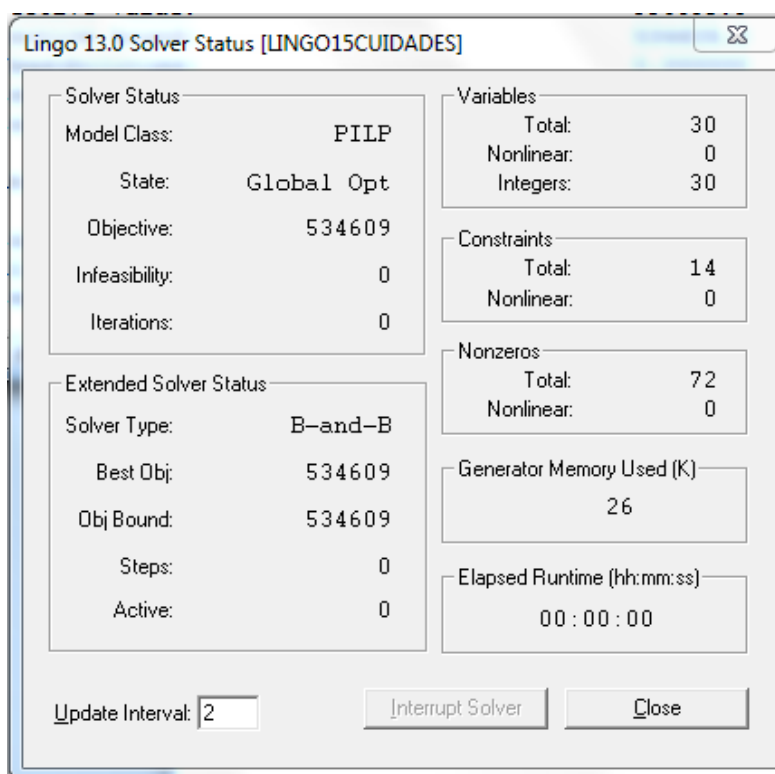 Lingo 13.0 Solver Status [LINGO15CUIDADES]
Solver Status
Model Class: PILP
State: Global Opt
Objective: 534609
Infeasibility: 0
Iterations: 0
Extended Solver Status
Solver Type: B-and-B
Best Obj: 534609
Obj Bound: 534609
Steps: 0
Active: 0
Variables
Total: 30
Nonlinear: 0
Integers: 30
Constraints
Total: 14
Nonlinear: 0
Nonzeros
Total: 72
Nonlinear: 0
Generator Memory Used (K)
26
Elapsed Runtime (hh:mm:ss)
00:00:00
Update Interval: 2
Interrupt Solver
Close